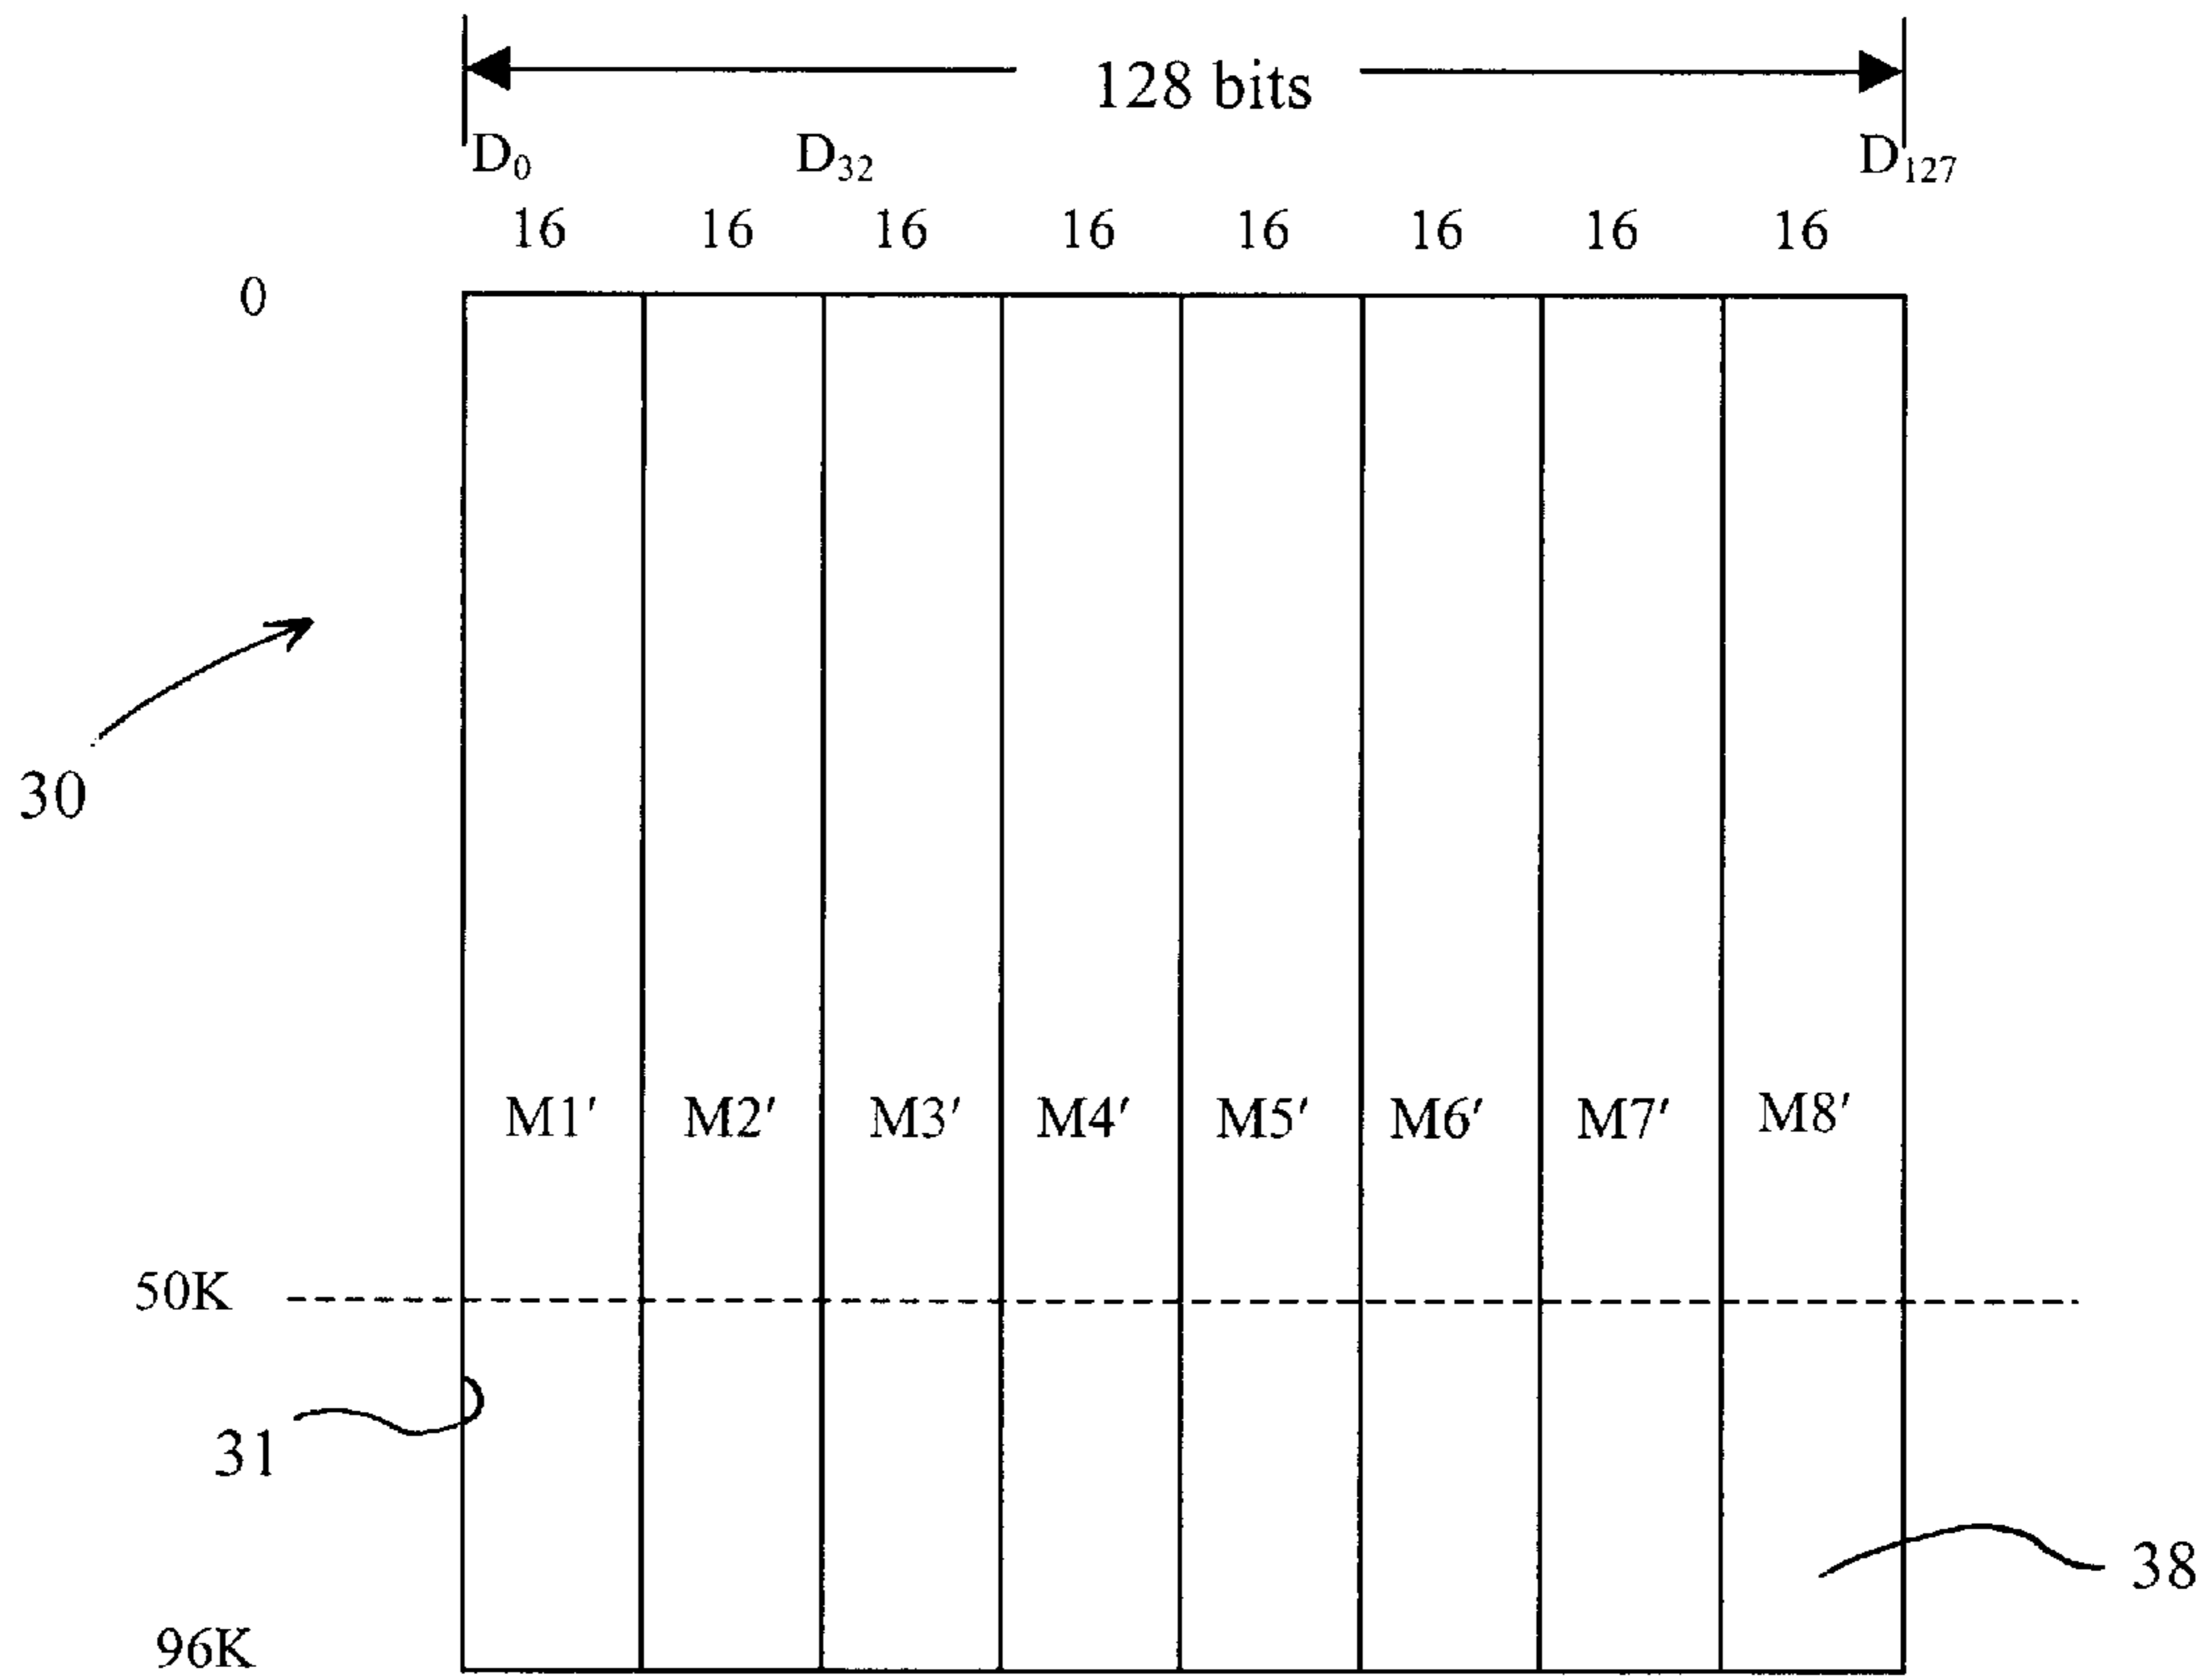 128 bits
D₀ D₃₂ D₁₂₇
16 16 16 16 16 16 16 16
0
30
M1′ M2′ M3′ M4′ M5′ M6′ M7′ M8′
50K
31
38
96K